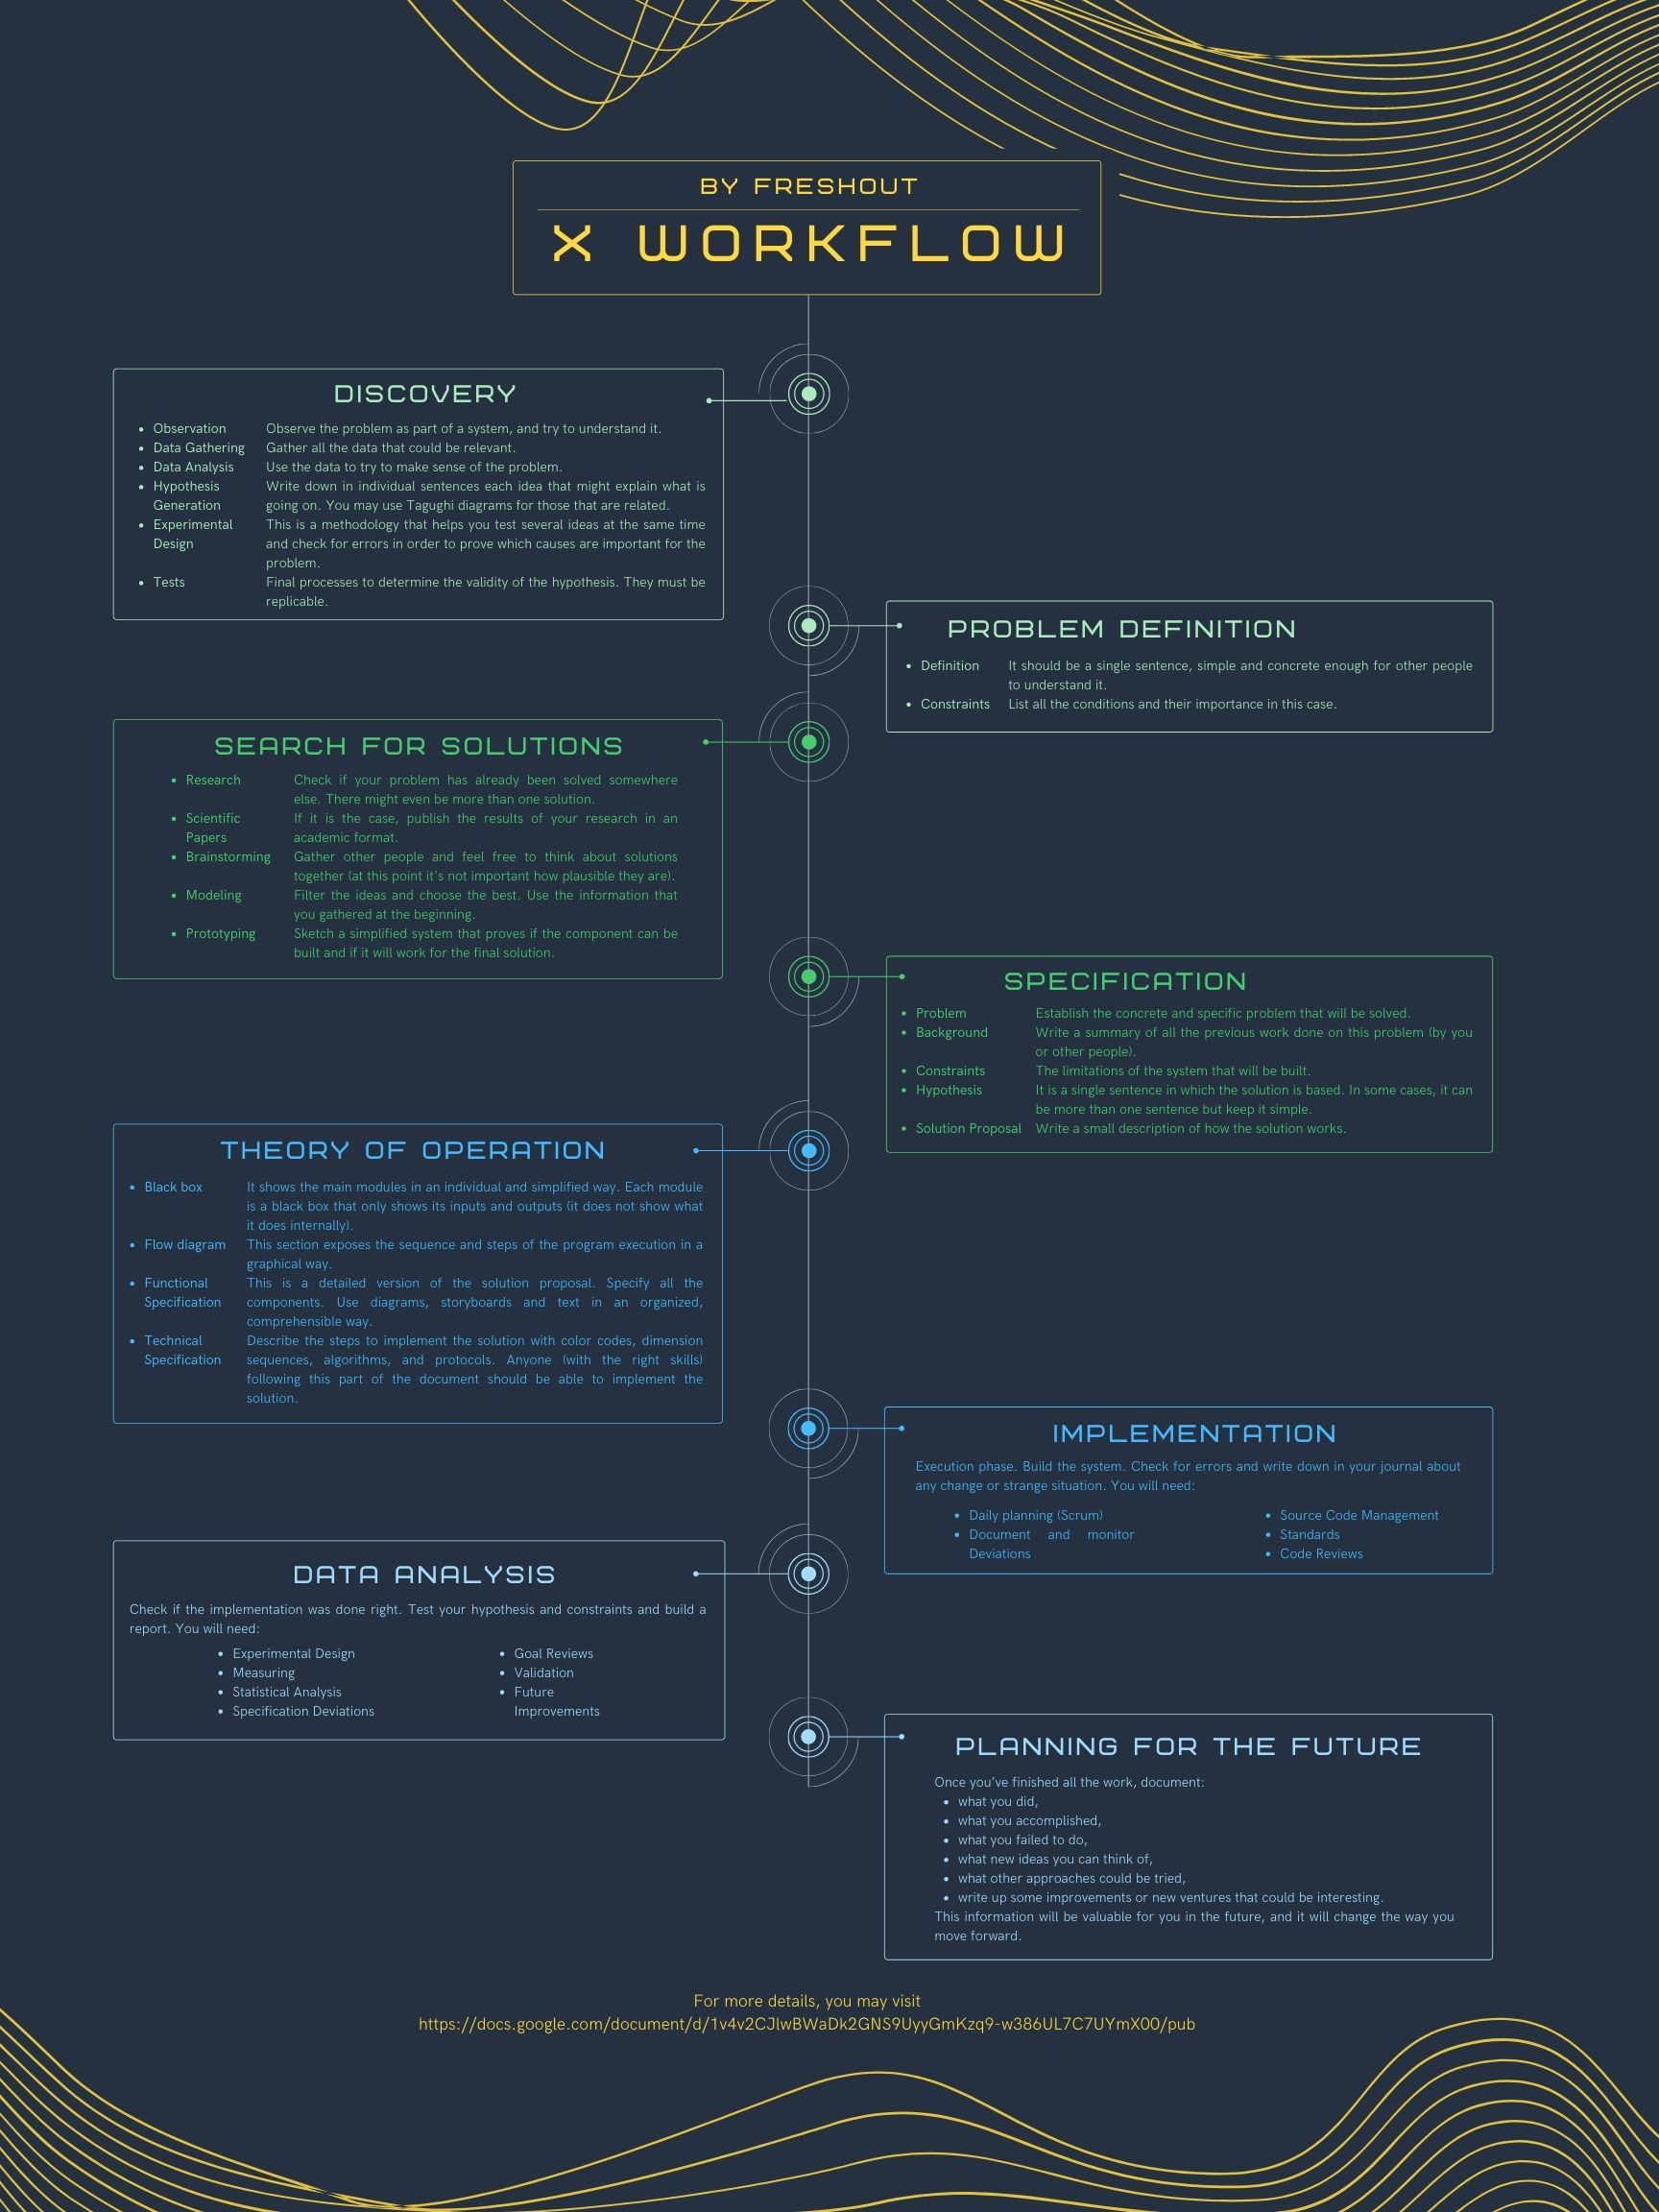 BY FRESHOUT
X WORKFLOW
DISCOVERY
• Observation Observe the problem as part of a system, and try to understand it.
• Data Gathering Gather all the data that could be relevant.
• Data Analysis Use the data to try to make sense of the problem.
• Hypothesis Write down in individual sentences each idea that might explain what is
Generation going on. You may use Tagughi diagrams for those that are related.
• Experimental This is a methodology that helps you test several ideas at the same time
Design and check for errors in order to prove which causes are important for the
problem.
• Tests Final processes to determine the validity of the hypothesis. They must be
replicable.
PROBLEM DEFINITION
• Definition It should be a single sentence, simple and concrete enough for other people
to understand it.
• Constraints List all the conditions and their importance in this case.
SEARCH FOR SOLUTIONS
• Research Check if your problem has already been solved somewhere
else. There might even be more than one solution.
• Scientific If it is the case, publish the results of your research in an
Papers academic format.
• Brainstorming Gather other people and feel free to think about solutions
together (at this point it's not important how plausible they are).
• Modeling Filter the ideas and choose the best. Use the information that
you gathered at the beginning.
• Prototyping Sketch a simplified system that proves if the component can be
built and if it will work for the final solution.
SPECIFICATION
• Problem Establish the concrete and specific problem that will be solved.
• Background Write a summary of all the previous work done on this problem (by you
or other people).
• Constraints The limitations of the system that will be built.
• Hypothesis It is a single sentence in which the solution is based. In some cases, it can
be more than one sentence but keep it simple.
• Solution Proposal Write a small description of how the solution works.
THEORY OF OPERATION
• Black box It shows the main modules in an individual and simplified way. Each module
is a black box that only shows its inputs and outputs (it does not show what
it does internally).
• Flow diagram This section exposes the sequence and steps of the program execution in a
graphical way.
• Functional This is a detailed version of the solution proposal. Specify all the
Specification components. Use diagrams, storyboards and text in an organized,
comprehensible way.
• Technical Describe the steps to implement the solution with color codes, dimension
Specification sequences, algorithms, and protocols. Anyone (with the right skills)
following this part of the document should be able to implement the
solution.
IMPLEMENTATION
Execution phase. Build the system. Check for errors and write down in your journal about
any change or strange situation. You will need:
• Daily planning (Scrum)
• Document and monitor
Deviations
• Source Code Management
• Standards
• Code Reviews
DATA ANALYSIS
Check if the implementation was done right. Test your hypothesis and constraints and build a
report. You will need:
• Experimental Design
• Measuring
• Statistical Analysis
• Specification Deviations
• Goal Reviews
• Validation
• Future
Improvements
PLANNING FOR THE FUTURE
Once you've finished all the work, document:
• what you did,
• what you accomplished,
• what you failed to do,
• what new ideas you can think of,
• what other approaches could be tried,
• write up some improvements or new ventures that could be interesting.
This information will be valuable for you in the future, and it will change the way you
move forward.
For more details, you may visit
https://docs.google.com/document/d/1v4v2CJlwBWaDk2GNS9UyyGmKzq9-w386UL7C7UYmX00/pub